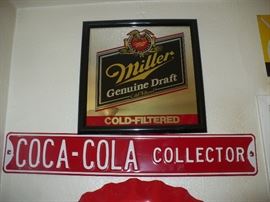 Miller
Genuine Draft
COLD-FILTERED
COCA-COLA COLLECTOR